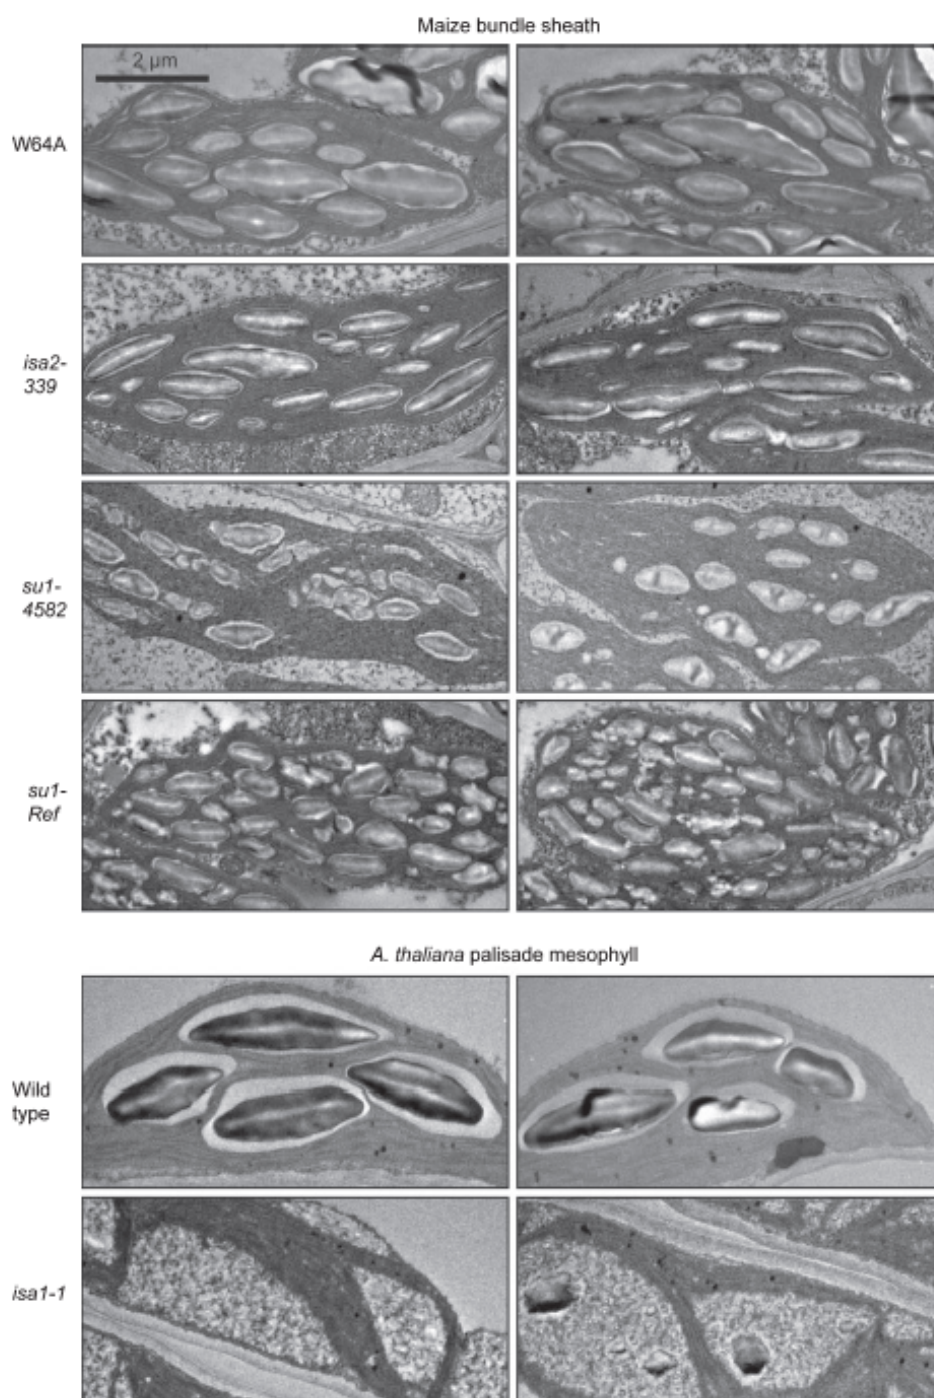 Maize bundle sheath
2 µm
W64A
isa2-
339
su1-
4582
su1-
Ref
A. thaliana palisade mesophyll
Wild
type
isa1-1